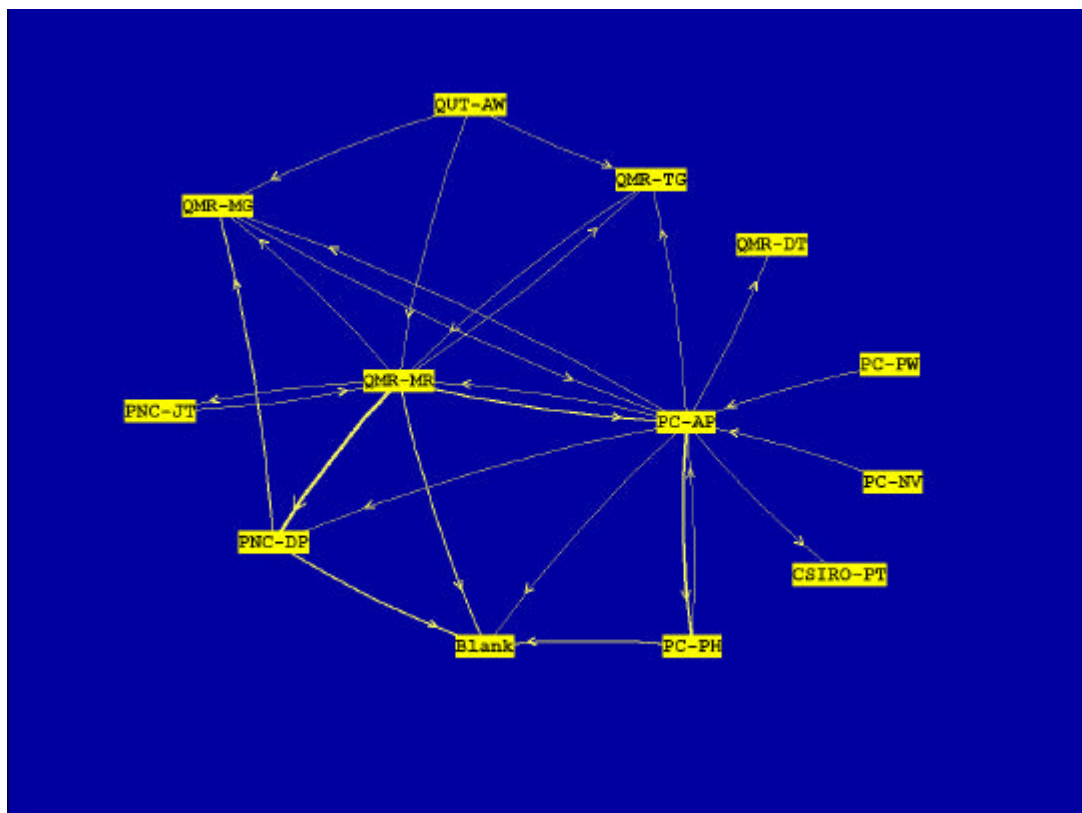 QUT-AW
QMR-TG
QMR-MG
QMR-DT
PC-PW
QMR-MR
PNC-JT
PC-AP
PC-NV
PNC-DP
CSIRO-PT
Blank
PC-PH